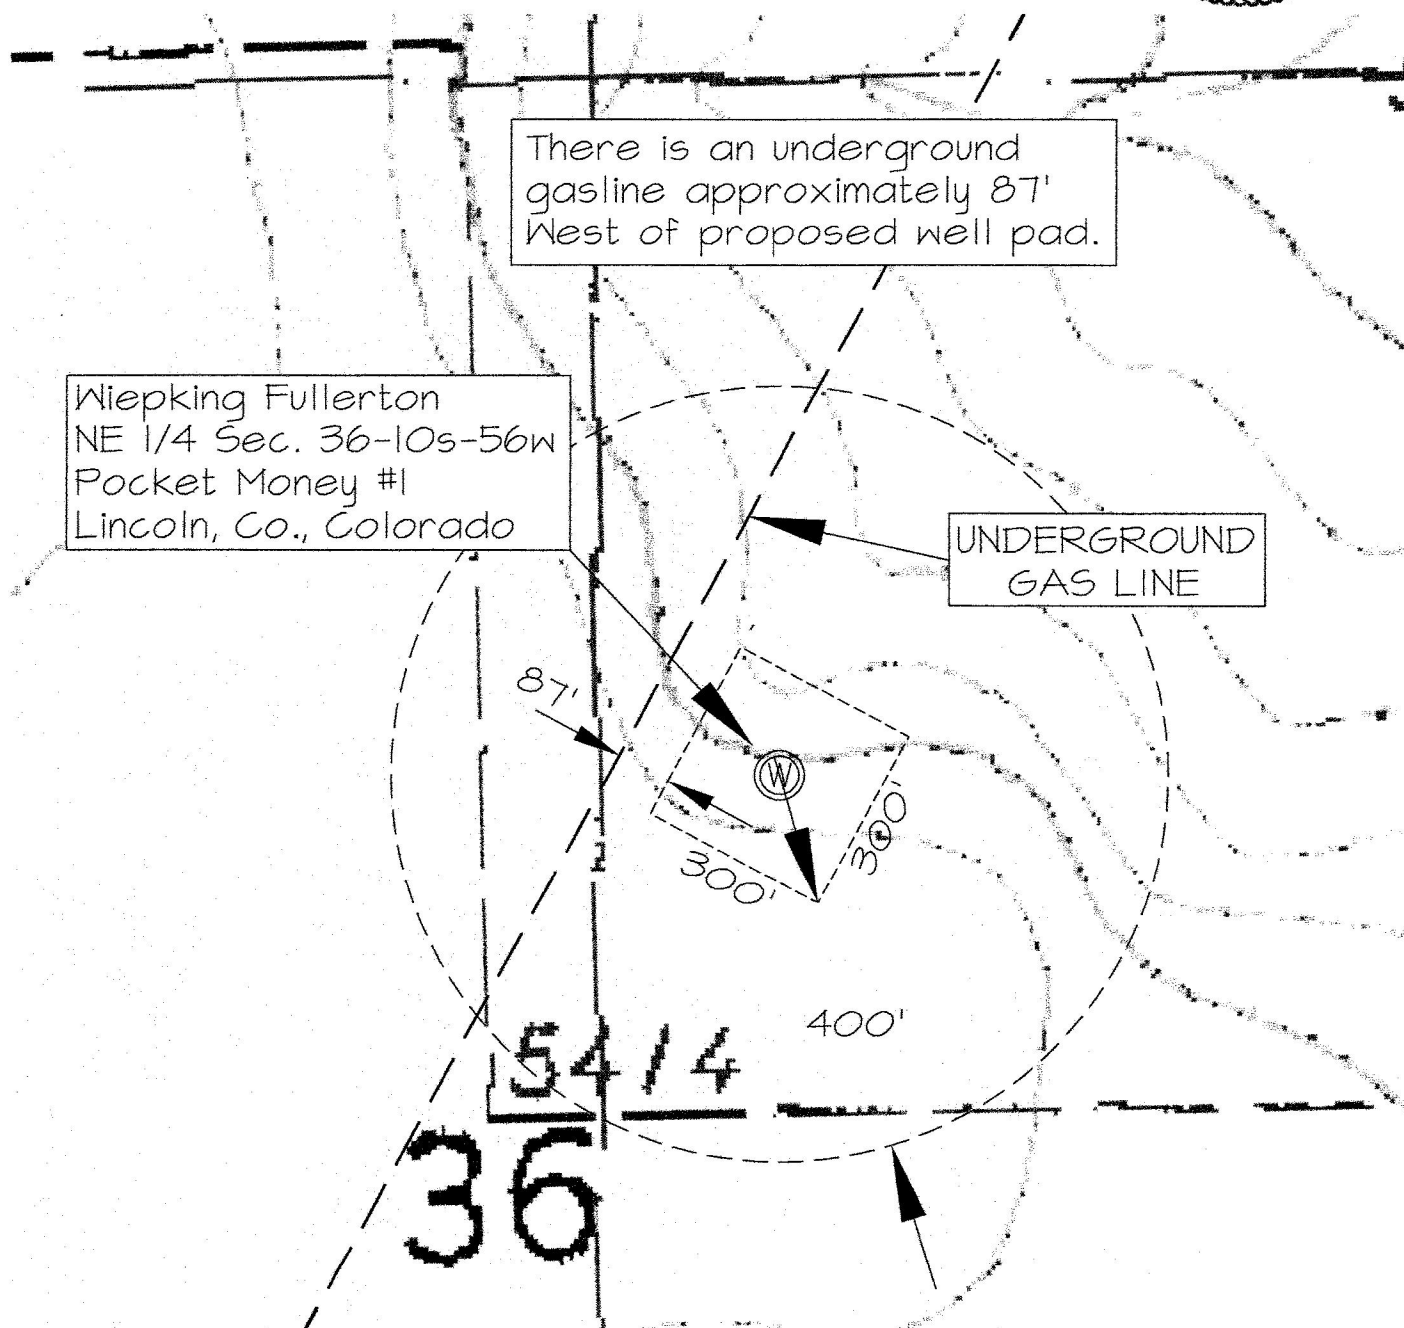 There is an underground
gasline approximately 87'
West of proposed well pad.
Wiepking Fullerton
NE 1/4 Sec. 36-10s-56w
Pocket Money #1
Lincoln, Co., Colorado
UNDERGROUND
GAS LINE
87'
W
300'
300'
400'
5414
36